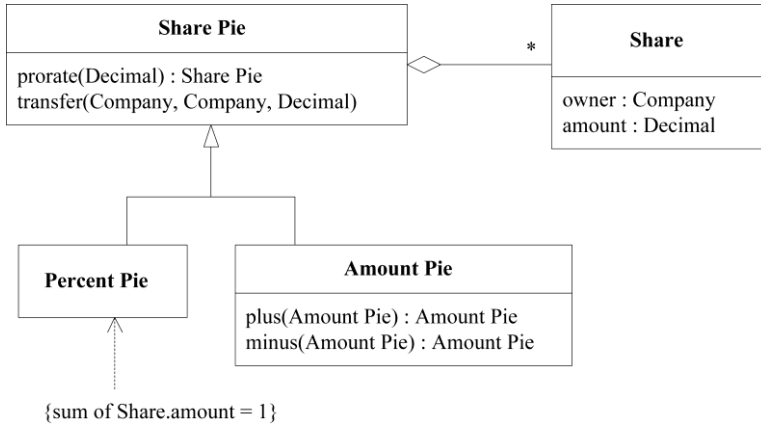 Share Pie
prorate(Decimal) : Share Pie
transfer(Company, Company, Decimal)
*
Share
owner : Company
amount : Decimal
Percent Pie
Amount Pie
plus(Amount Pie) : Amount Pie
minus(Amount Pie) : Amount Pie
{sum of Share.amount = 1}